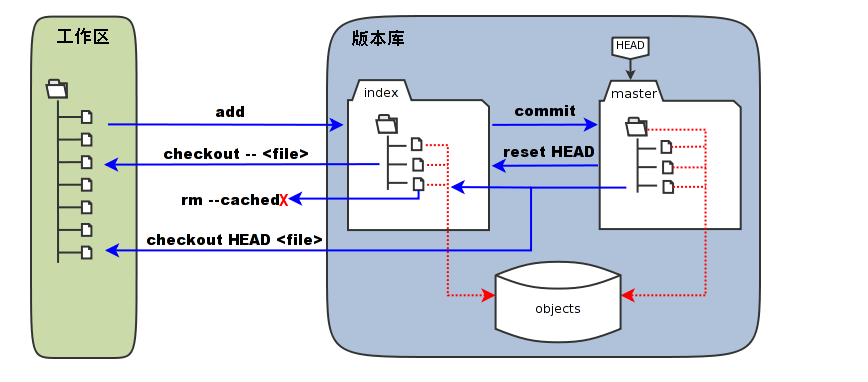 工作区
版本库
HEAD
index
master
add
commit
checkout -- <file>
reset HEAD
rm --cachedX
checkout HEAD <file>
objects